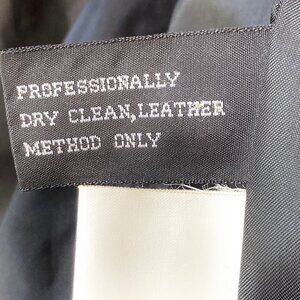 PROFESSIONALLY
DRY CLEAN,LEATHER
METHOD ONLY